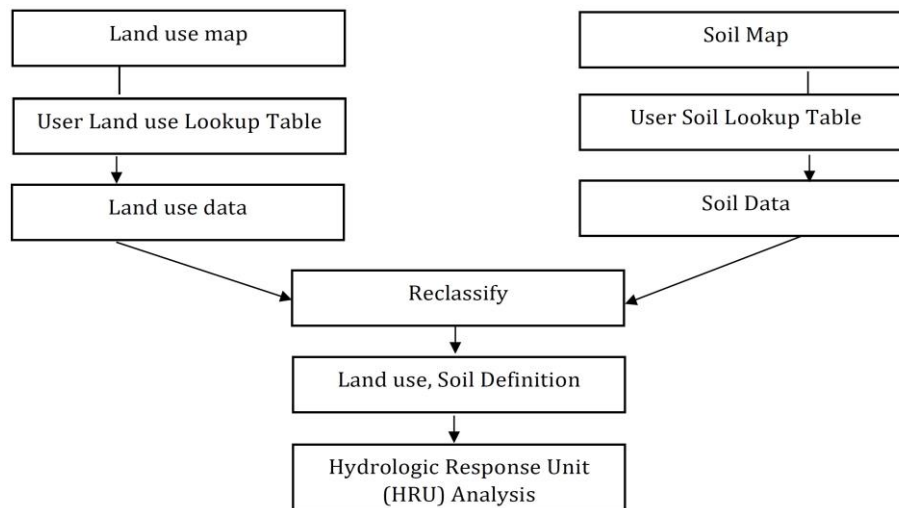 Land use map
Soil Map
User Land use Lookup Table
User Soil Lookup Table
Land use data
Soil Data
Reclassify
Land use, Soil Definition
Hydrologic Response Unit
(HRU) Analysis